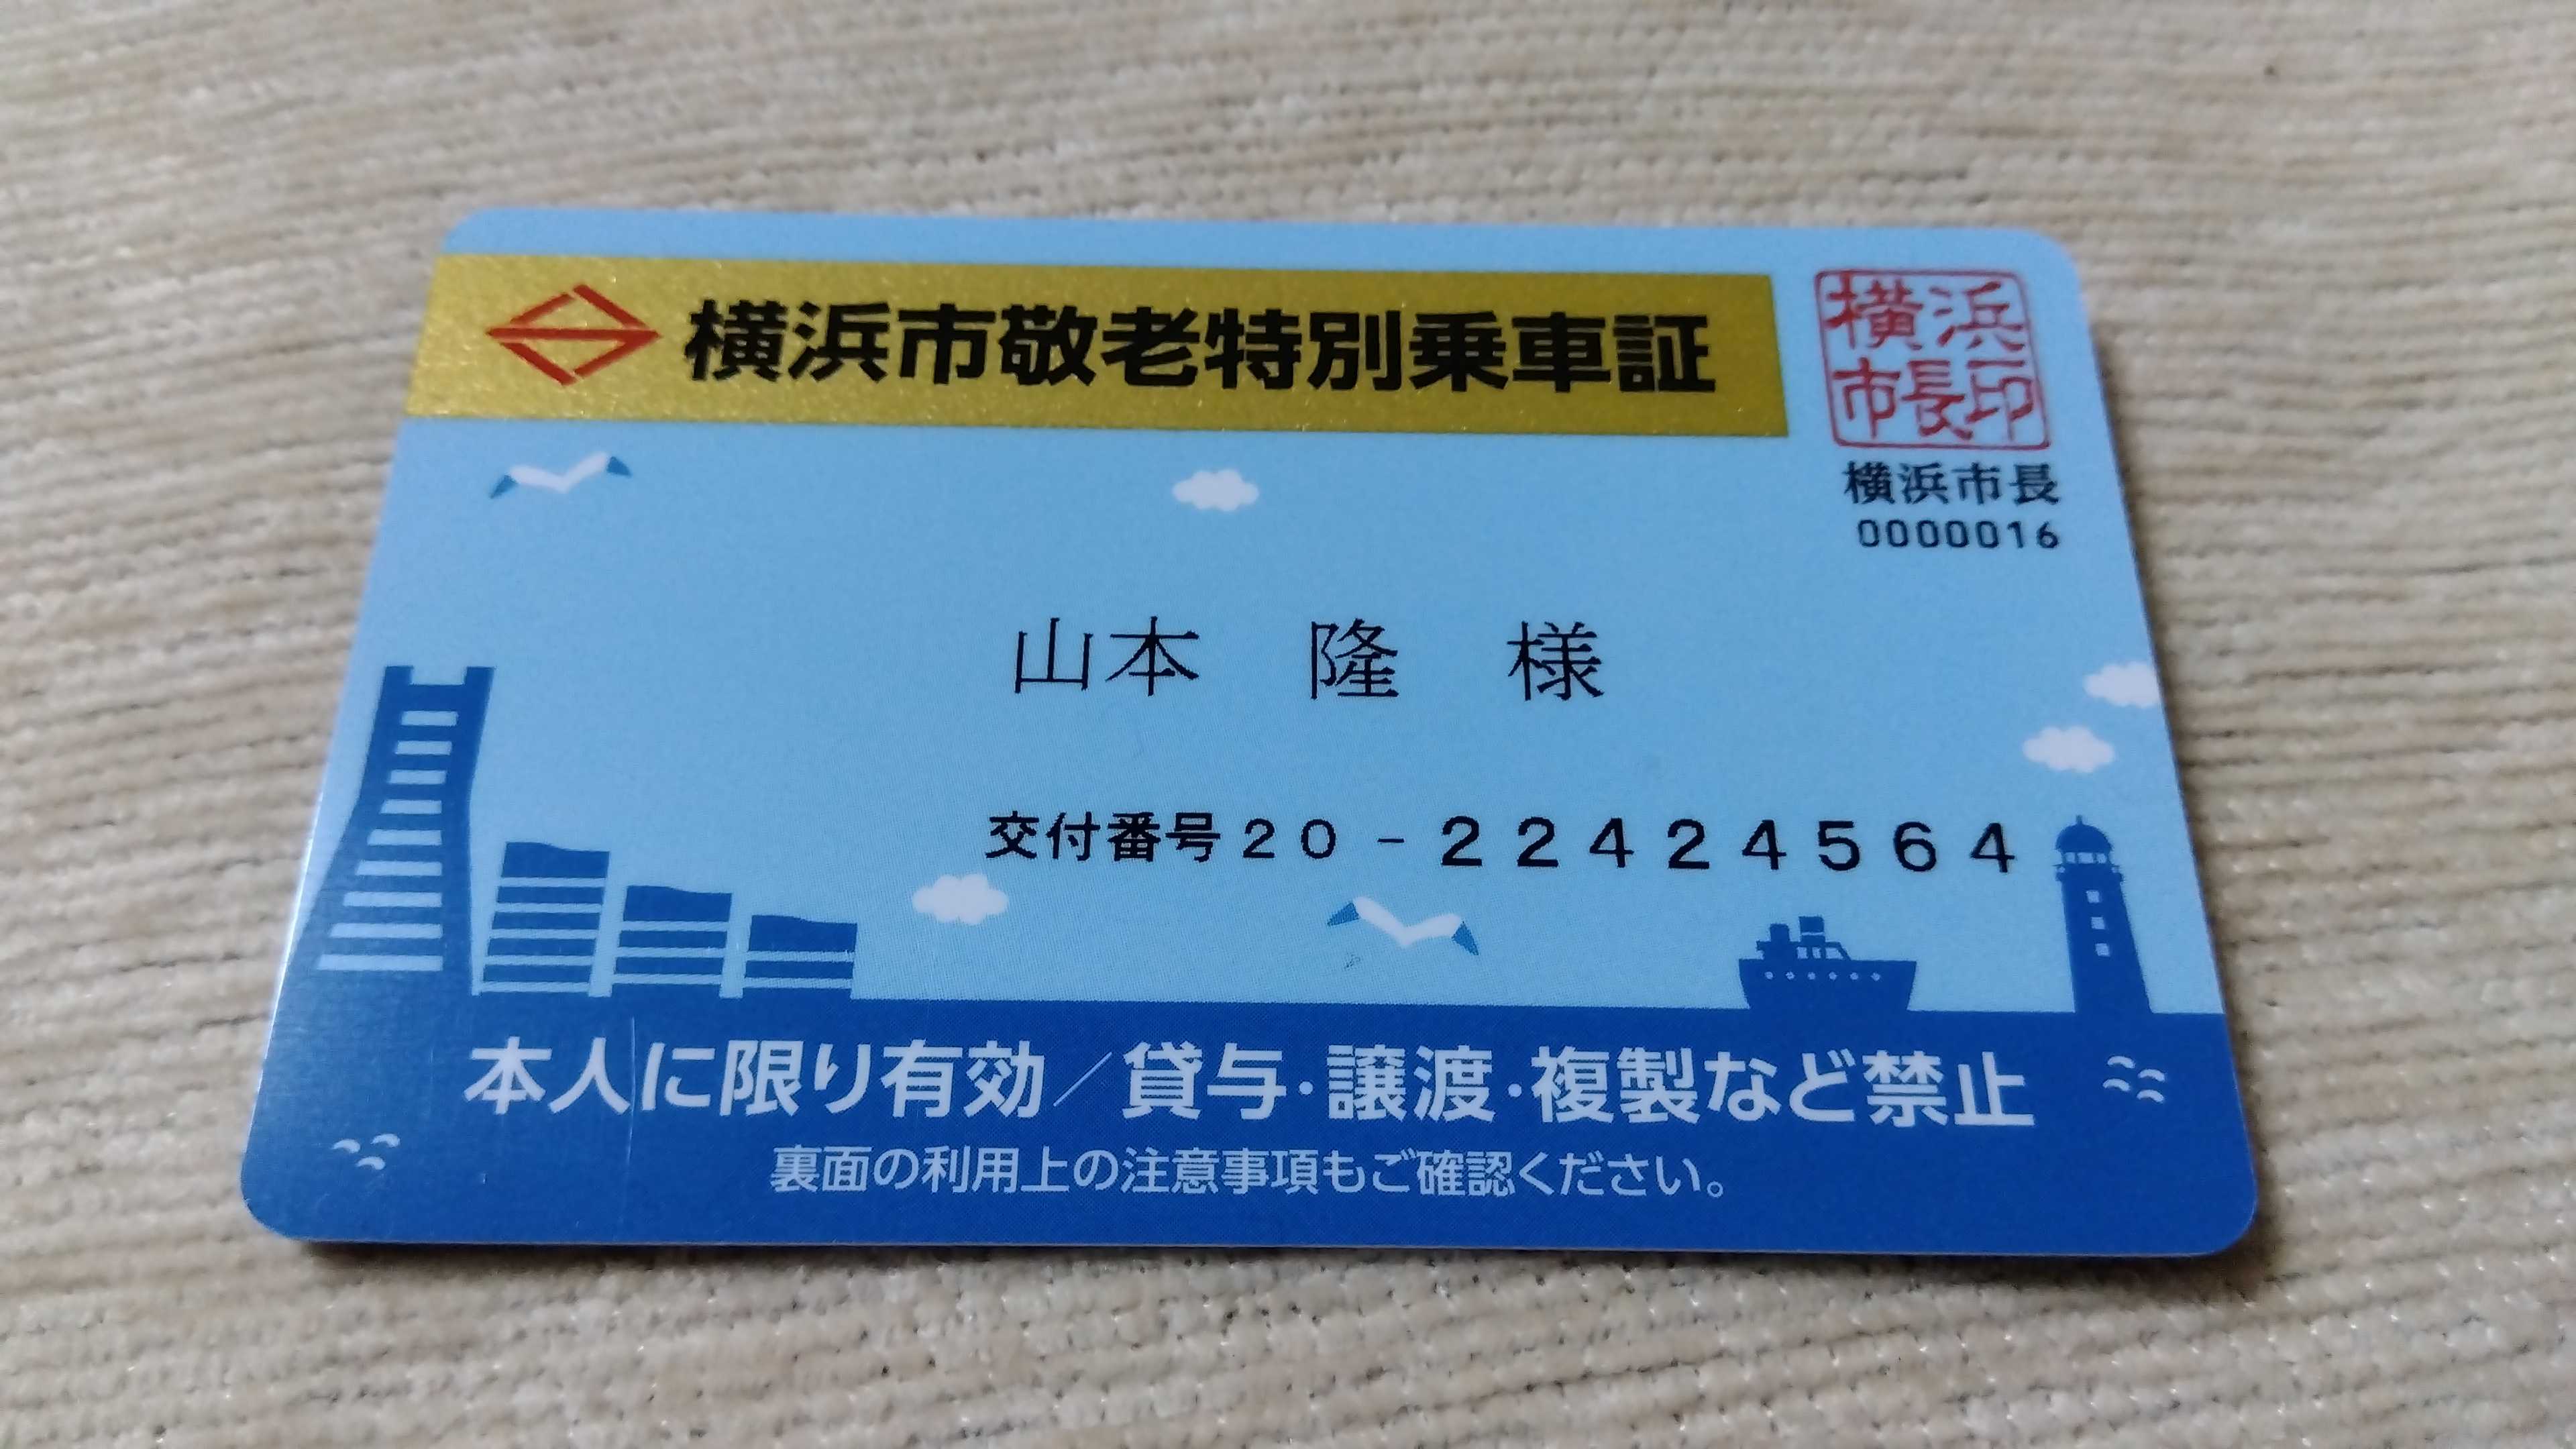 横浜市敬老特別乗車証
横浜
市長印
横浜市長
0000016
山本　隆　様
交付番号20-22424564
本人に限り有効／貸与・譲渡・複製など禁止
裏面の利用上の注意事項もご確認ください。